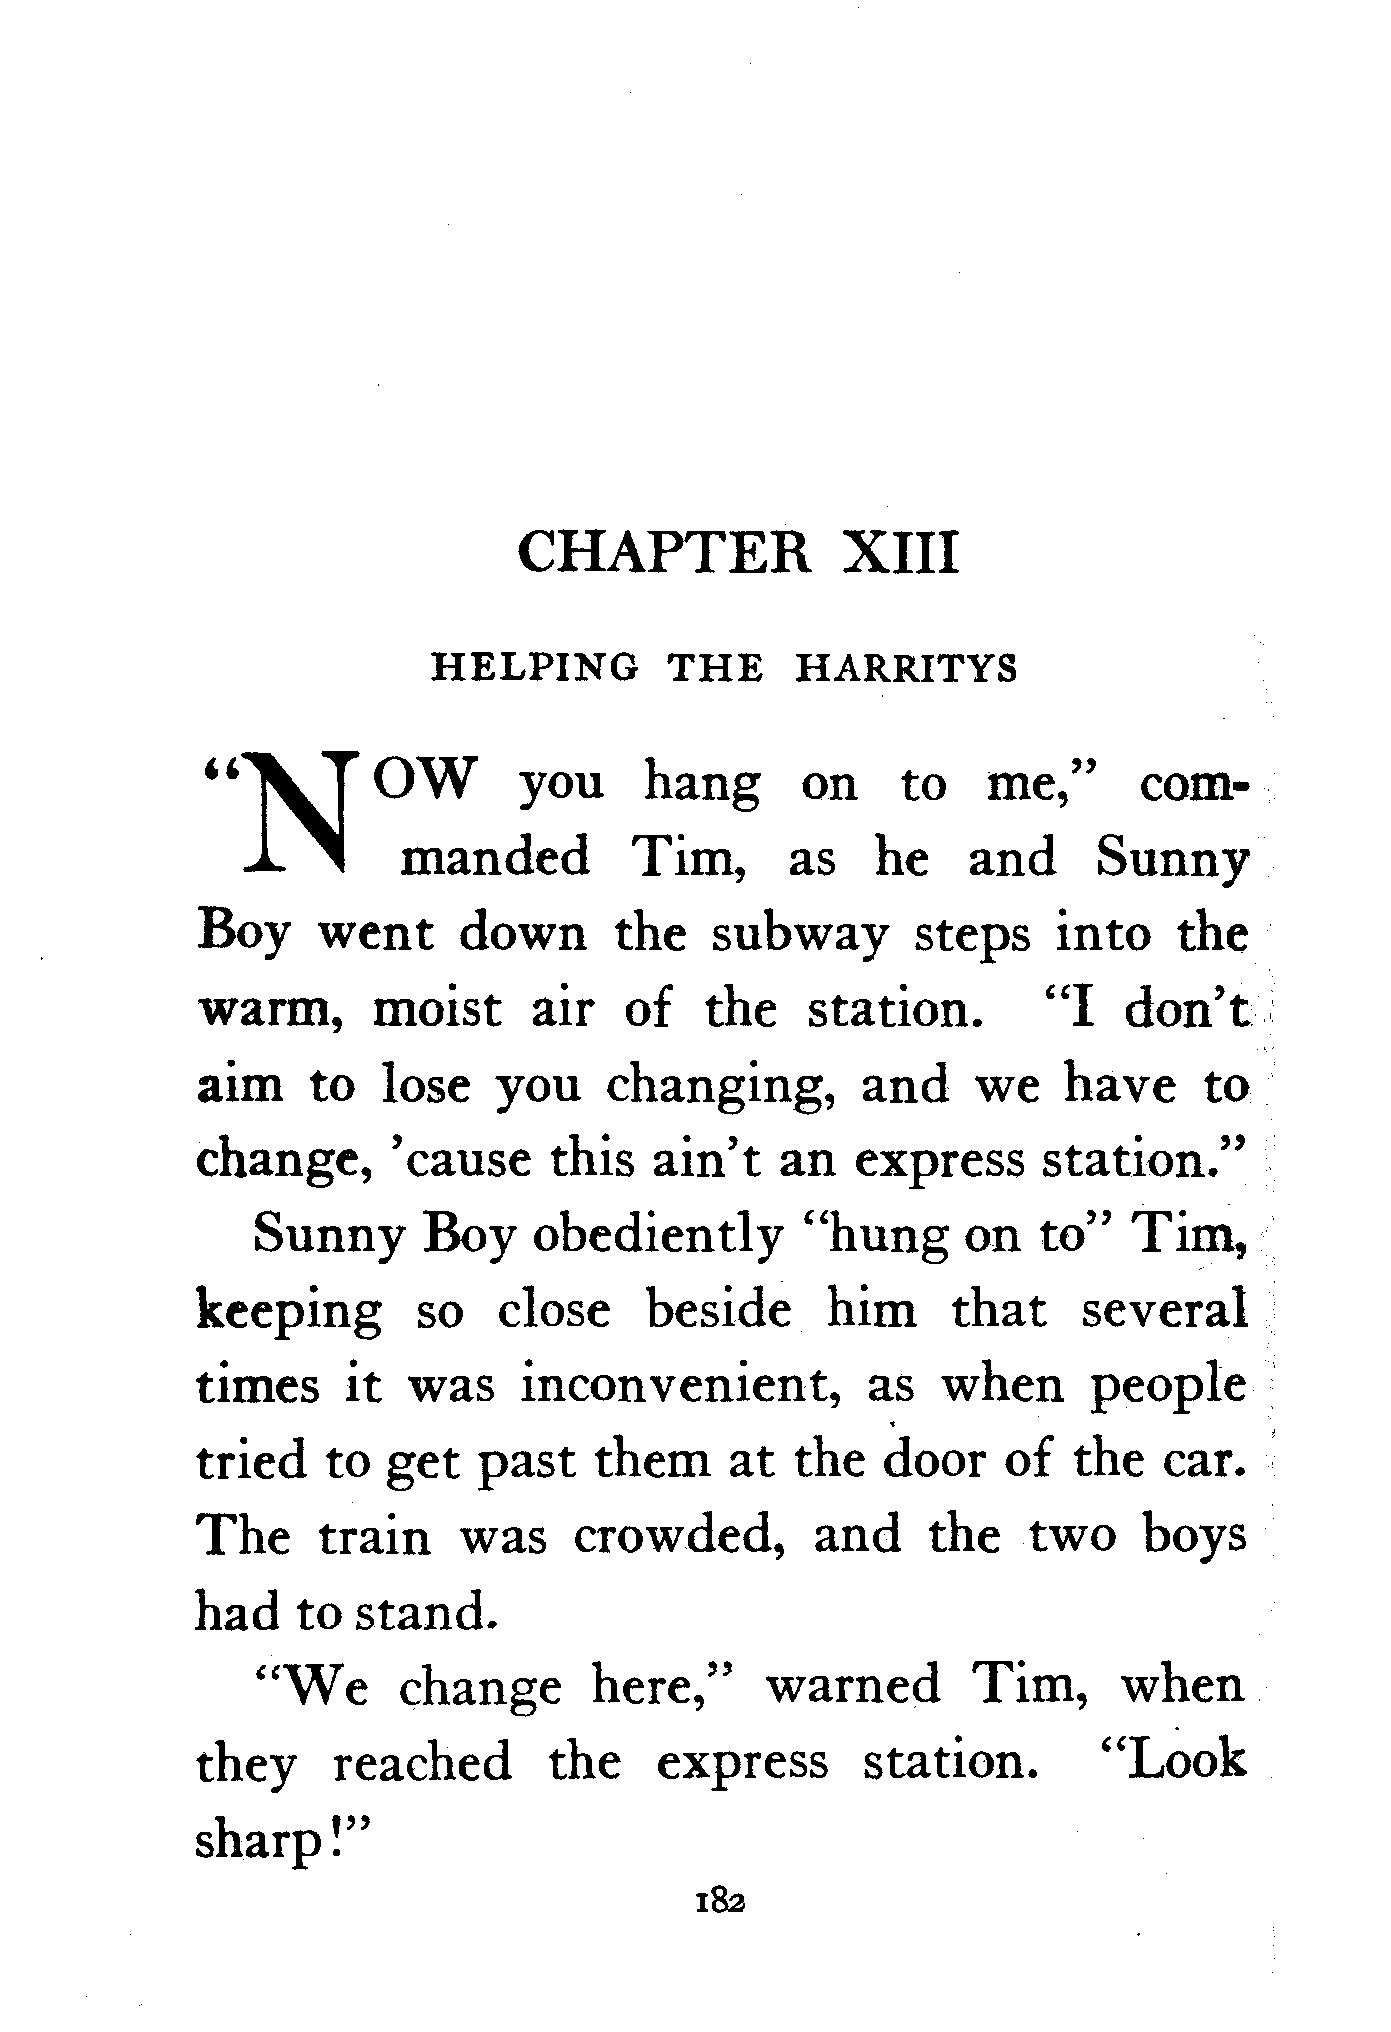 CHAPTER XIII
HELPING THE HARRITYS
“NOW you hang on to me,” com-
manded Tim, as he and Sunny
Boy went down the subway steps into the
warm, moist air of the station. “I don’t
aim to lose you changing, and we have to
change, ’cause this ain’t an express station.”
Sunny Boy obediently “hung on to” Tim,
keeping so close beside him that several
times it was inconvenient, as when people
tried to get past them at the door of the car.
The train was crowded, and the two boys
had to stand.
“We change here,” warned Tim, when
they reached the express station. “Look
sharp!”
182